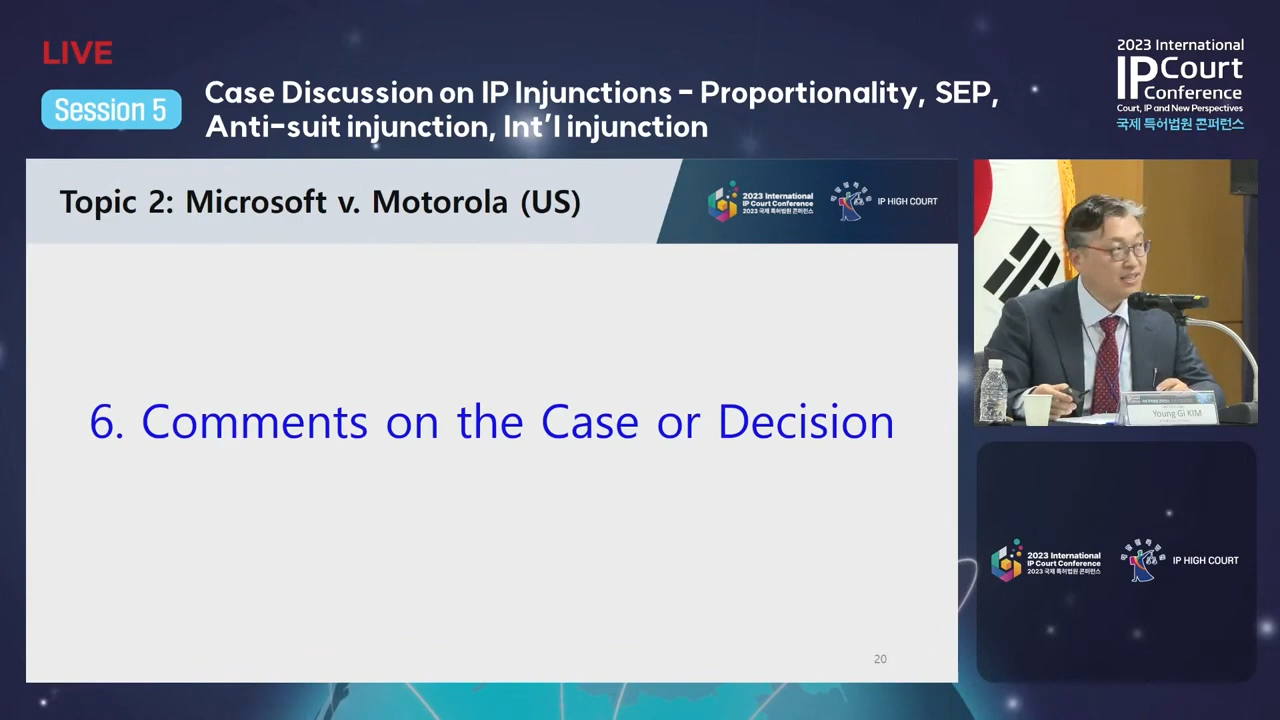 LIVE
Session 5
Case Discussion on IP Injunctions - Proportionality, SEP,
Anti-suit injunction, Int'l injunction
2023 International
IP Court
Conference
Court, IP and New Perspectives
국제 특허법원 콘퍼런스
Topic 2: Microsoft v. Motorola (US)
2023 International
IP Court Conference
2023 국제 특허법원 콘퍼런스
IP HIGH COURT
6. Comments on the Case or Decision
20
Young Gi KIM
2023 International
IP Court Conference
2023 국제 특허법원 콘퍼런스
IP HIGH COURT